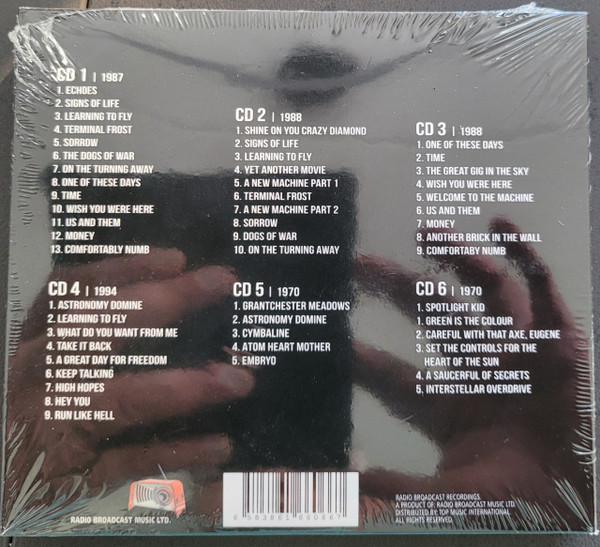 CD 1 | 1987
1. ECHOES
2. SIGNS OF LIFE
3. LEARNING TO FLY
4. TERMINAL FROST
5. SORROW
6. THE DOGS OF WAR
7. ON THE TURNING AWAY
8. ONE OF THESE DAYS
9. TIME
10. WISH YOU WERE HERE
11. US AND THEM
12. MONEY
13. COMFORTABLY NUMB
CD 2 | 1988
1. SHINE ON YOU CRAZY DIAMOND
2. SIGNS OF LIFE
3. LEARNING TO FLY
4. YET ANOTHER MOVIE
5. A NEW MACHINE PART 1
6. TERMINAL FROST
7. A NEW MACHINE PART 2
8. SORROW
9. DOGS OF WAR
10. ON THE TURNING AWAY
CD 3 | 1988
1. ONE OF THESE DAYS
2. TIME
3. THE GREAT GIG IN THE SKY
4. WISH YOU WERE HERE
5. WELCOME TO THE MACHINE
6. US AND THEM
7. MONEY
8. ANOTHER BRICK IN THE WALL
9. COMFORTABY NUMB
CD 4 | 1994
1. ASTRONOMY DOMINE
2. LEARNING TO FLY
3. WHAT DO YOU WANT FROM ME
4. TAKE IT BACK
5. A GREAT DAY FOR FREEDOM
6. KEEP TALKING
7. HIGH HOPES
8. HEY YOU
9. RUN LIKE HELL
CD 5 | 1970
1. GRANTCHESTER MEADOWS
2. ASTRONOMY DOMINE
3. CYMBALINE
4. ATOM HEART MOTHER
5. EMBRYO
CD 6 | 1970
1. SPOTLIGHT KID
1. GREEN IS THE COLOUR
2. CAREFUL WITH THAT AXE, EUGENE
3. SET THE CONTROLS FOR THE
HEART OF THE SUN
4. A SAUCERFUL OF SECRETS
5. INTERSTELLAR OVERDRIVE
RADIO BROADCAST MUSIC LTD.
6 583861 660667
RADIO BROADCAST RECORDINGS.
A PRODUCT OF: RADIO BROADCAST MUSIC LTD.
DISTRIBUTED BY: TOP MUSIC INTERNATIONAL
ALL RIGHTS RESERVED.